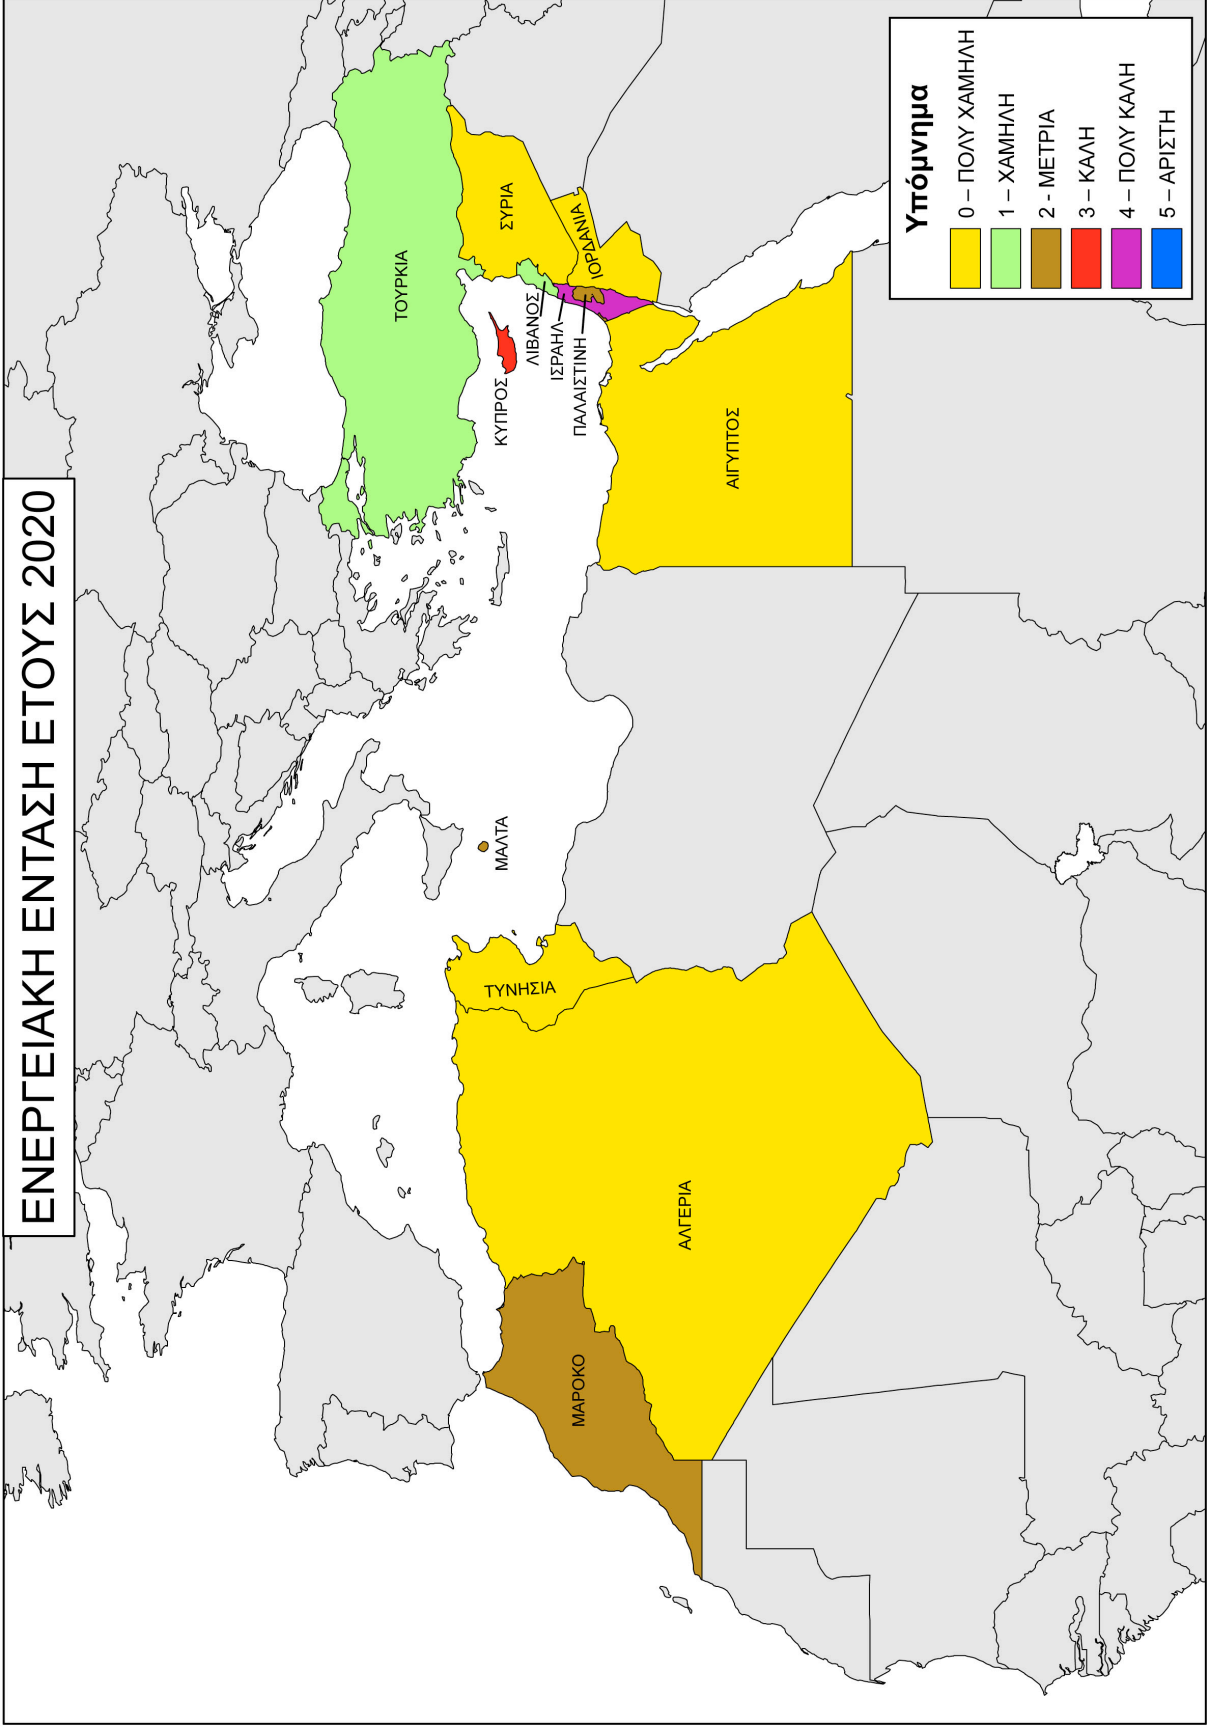 ΕΝΕΡΓΕΙΑΚΗ ΕΝΤΑΣΗ ΕΤΟΥΣ 2020
ΤΟΥΡΚΙΑ
ΣΥΡΙΑ
ΚΥΠΡΟΣ
ΛΙΒΑΝΟΣ
ΙΣΡΑΗΛ
ΠΑΛΑΙΣΤΙΝΗ
ΙΟΡΔΑΝΙΑ
ΜΑΛΤΑ
ΤΥΝΗΣΙΑ
ΜΑΡΟΚΟ
ΑΛΓΕΡΙΑ
ΑΙΓΥΠΤΟΣ
Υπόμνημα
0 – ΠΟΛΥ ΧΑΜΗΛΗ
1 – ΧΑΜΗΛΗ
2 - ΜΕΤΡΙΑ
3 – ΚΑΛΗ
4 – ΠΟΛΥ ΚΑΛΗ
5 – ΑΡΙΣΤΗ